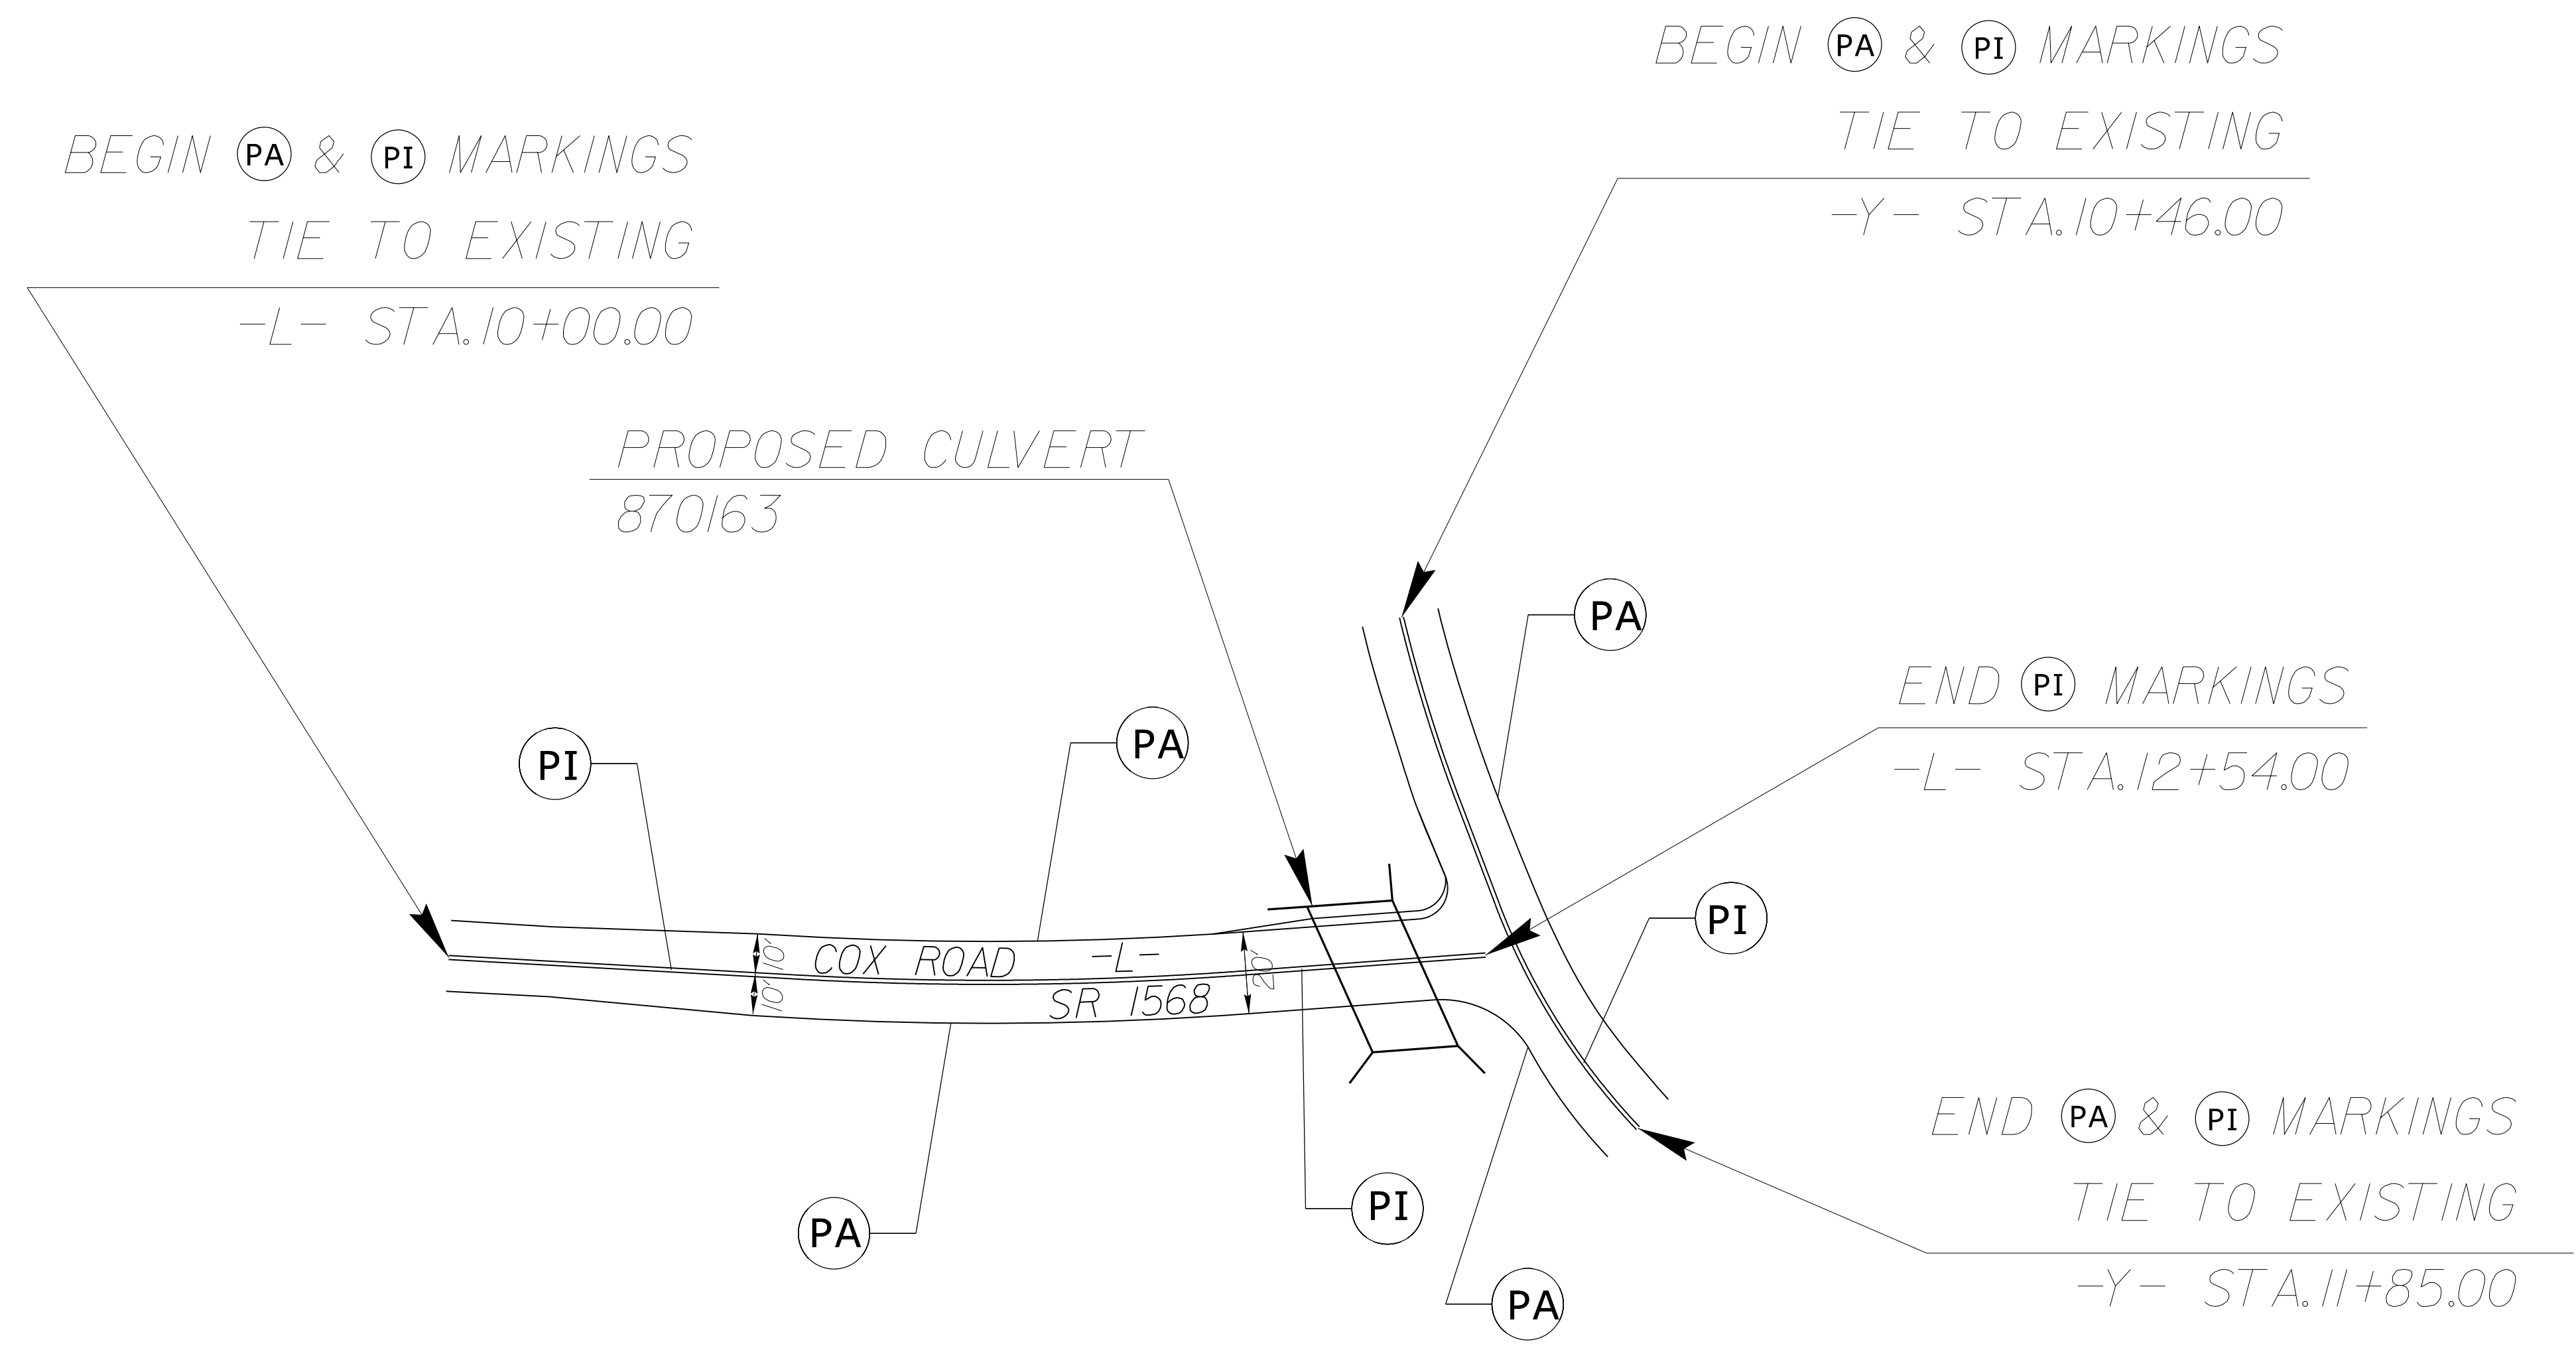 BEGIN PA & PI MARKINGS
TIE TO EXISTING
-Y- STA.10+46.00
BEGIN PA & PI MARKINGS
TIE TO EXISTING
-L- STA.10+00.00
PROPOSED CULVERT
870163
PA
END PI MARKINGS
-L- STA.12+54.00
PA
PI
PI
10'
COX ROAD -L-
20'
10'
SR 1568
END PA & PI MARKINGS
TIE TO EXISTING
-Y- STA.11+85.00
PI
PA
PA